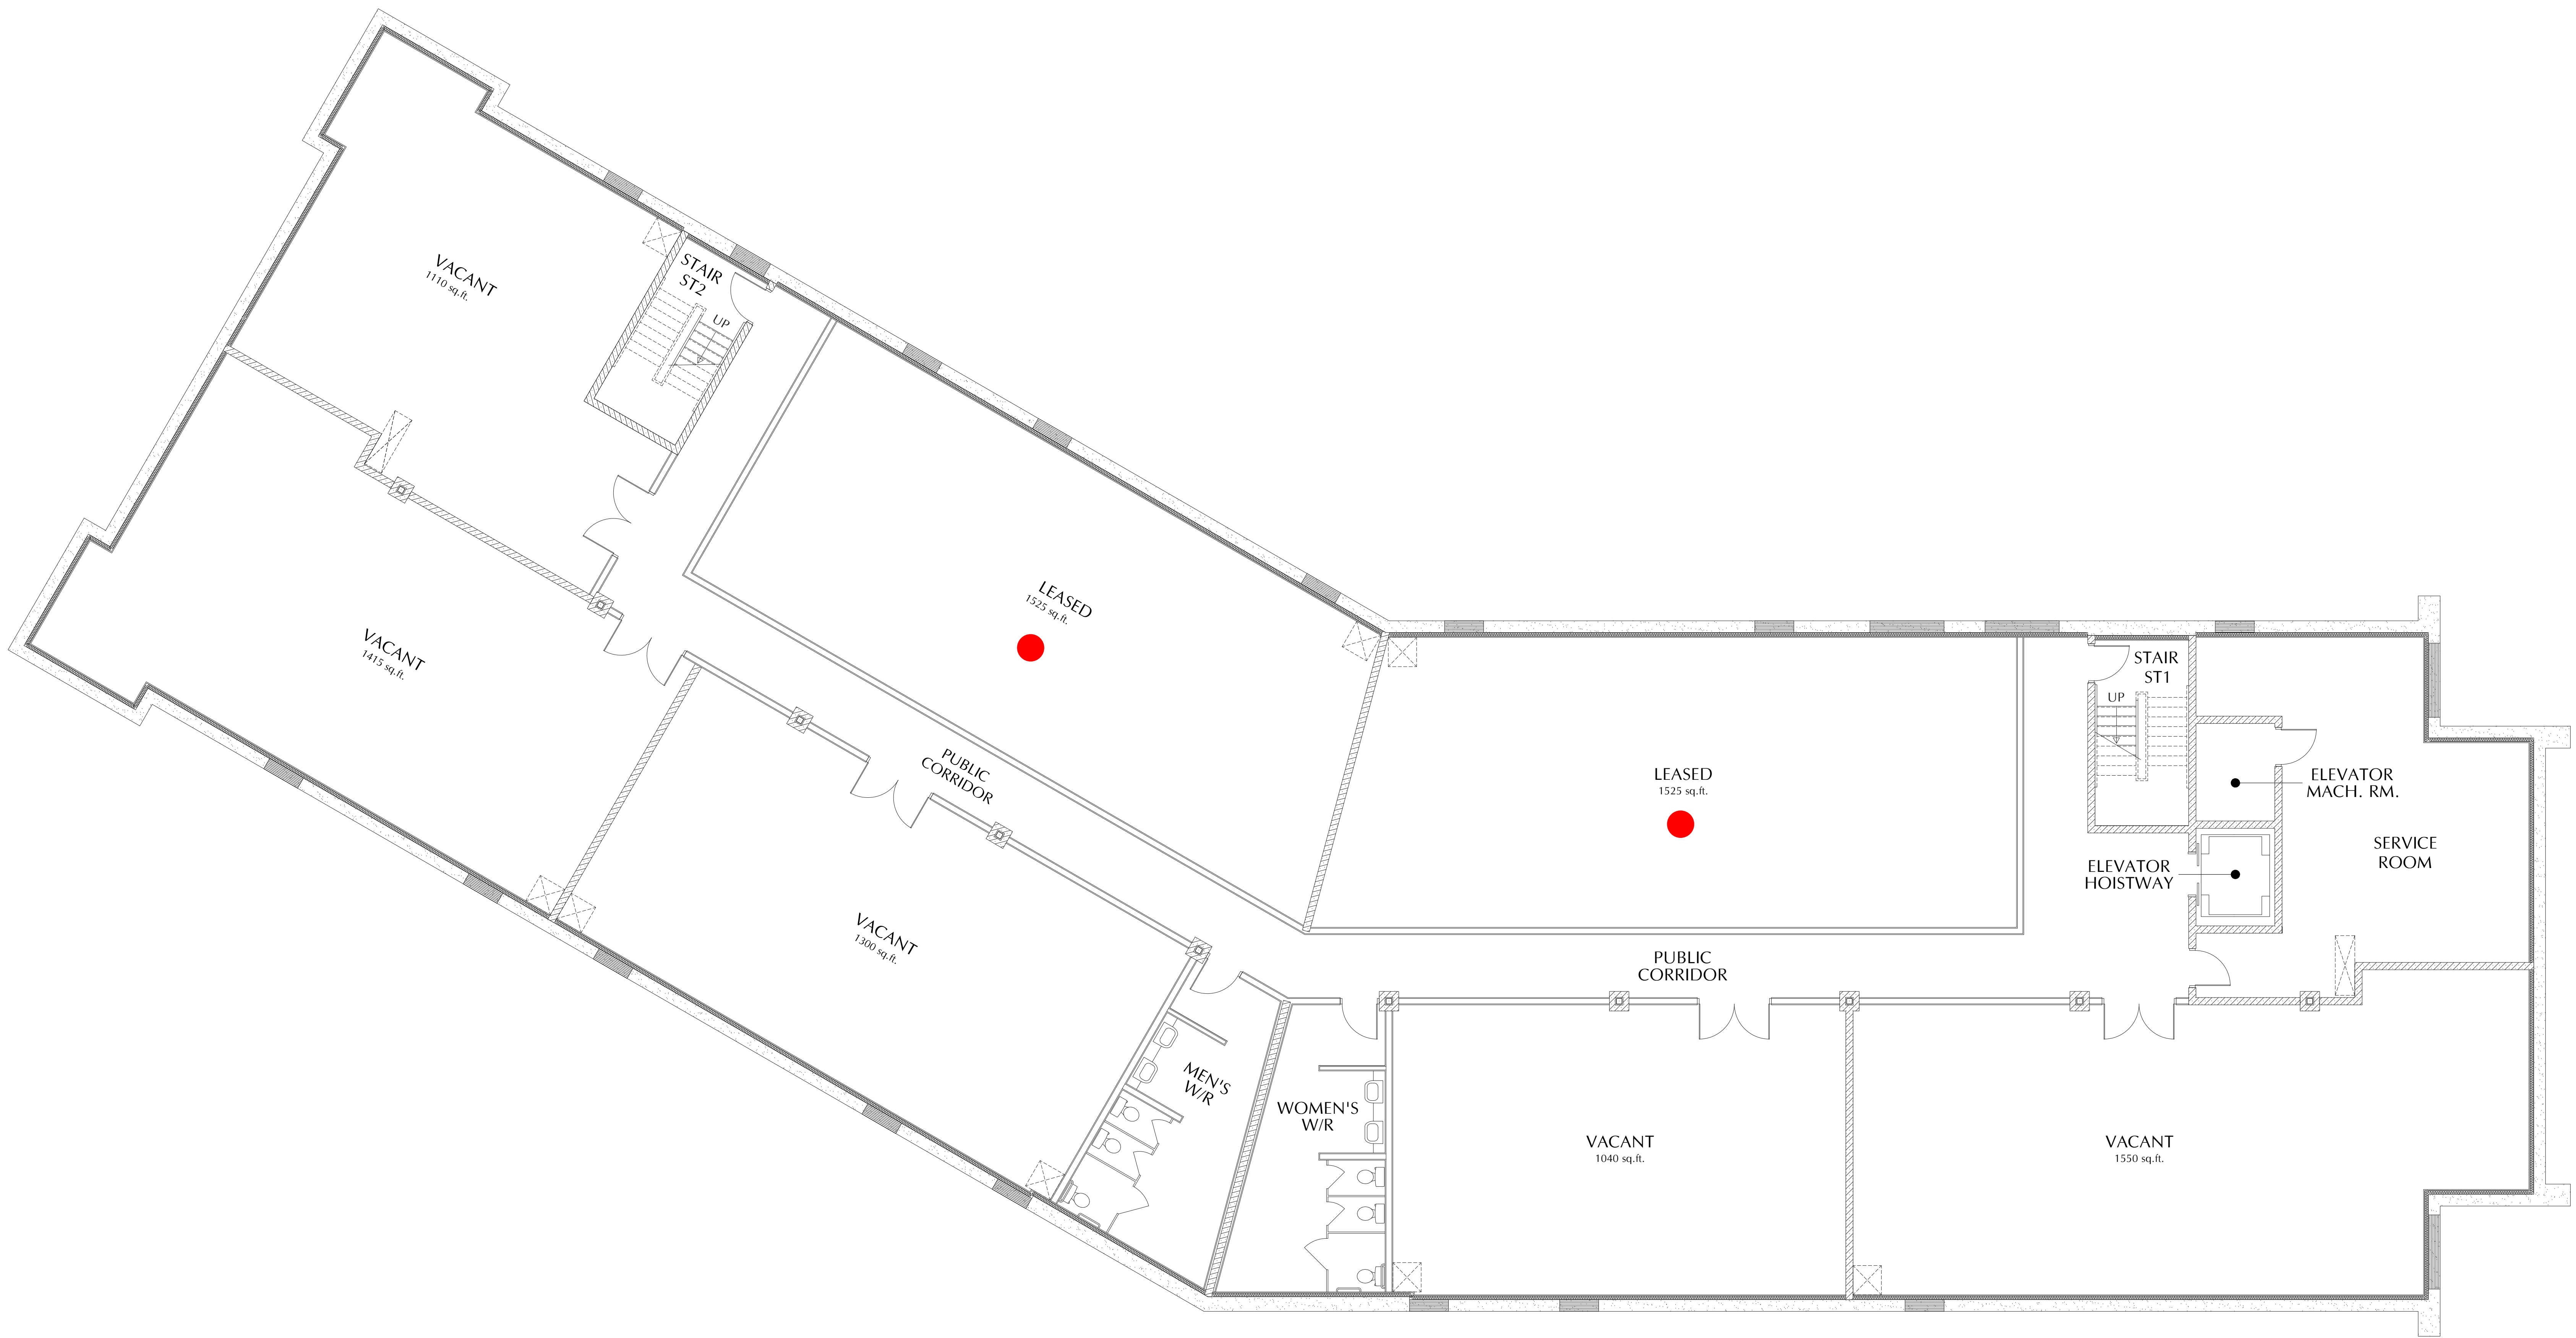 VACANT
1110 sq.ft.
STAIR
ST2
UP
VACANT
1415 sq.ft.
LEASED
1525 sq.ft.
PUBLIC
CORRIDOR
VACANT
1300 sq.ft.
MEN'S
W/R
WOMEN'S
W/R
LEASED
1525 sq.ft.
PUBLIC
CORRIDOR
STAIR
ST1
UP
ELEVATOR
MACH. RM.
ELEVATOR
HOISTWAY
SERVICE
ROOM
VACANT
1040 sq.ft.
VACANT
1550 sq.ft.